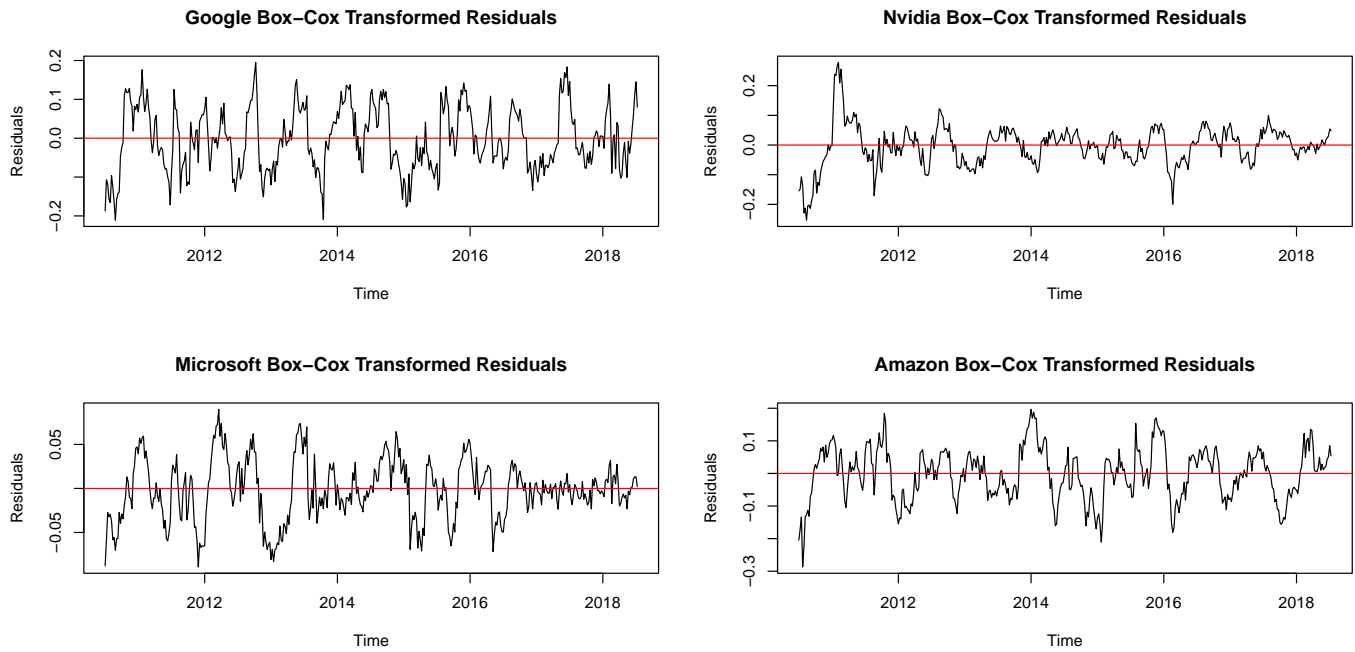 Google Box−Cox Transformed Residuals
Residuals
0.2
0.1
0.0
−0.2
2012
2014
2016
2018
Time
Nvidia Box−Cox Transformed Residuals
Residuals
0.2
0.0
−0.2
2012
2014
2016
2018
Time
Microsoft Box−Cox Transformed Residuals
Residuals
0.05
−0.05
2012
2014
2016
2018
Time
Amazon Box−Cox Transformed Residuals
Residuals
0.1
−0.1
−0.3
2012
2014
2016
2018
Time